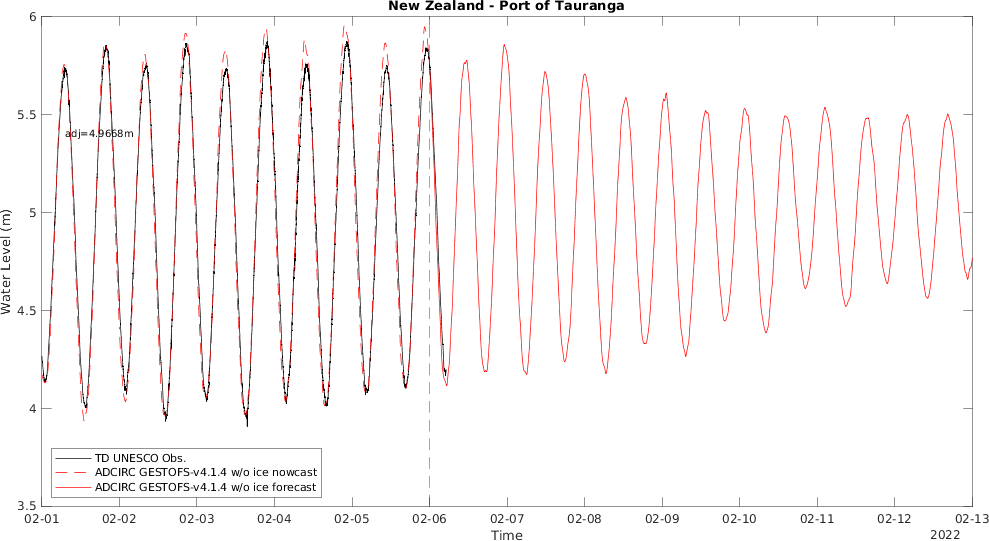 New Zealand - Port of Tauranga
6
5.5
5
4.5
4
3.5
Water Level (m)
adj=4.9668m
TD UNESCO Obs.
ADCIRC GESTOFS-v4.1.4 w/o ice nowcast
ADCIRC GESTOFS-v4.1.4 w/o ice forecast
02-01 02-02 02-03 02-04 02-05 02-06 02-07 02-08 02-09 02-10 02-11 02-12 02-13
Time
2022